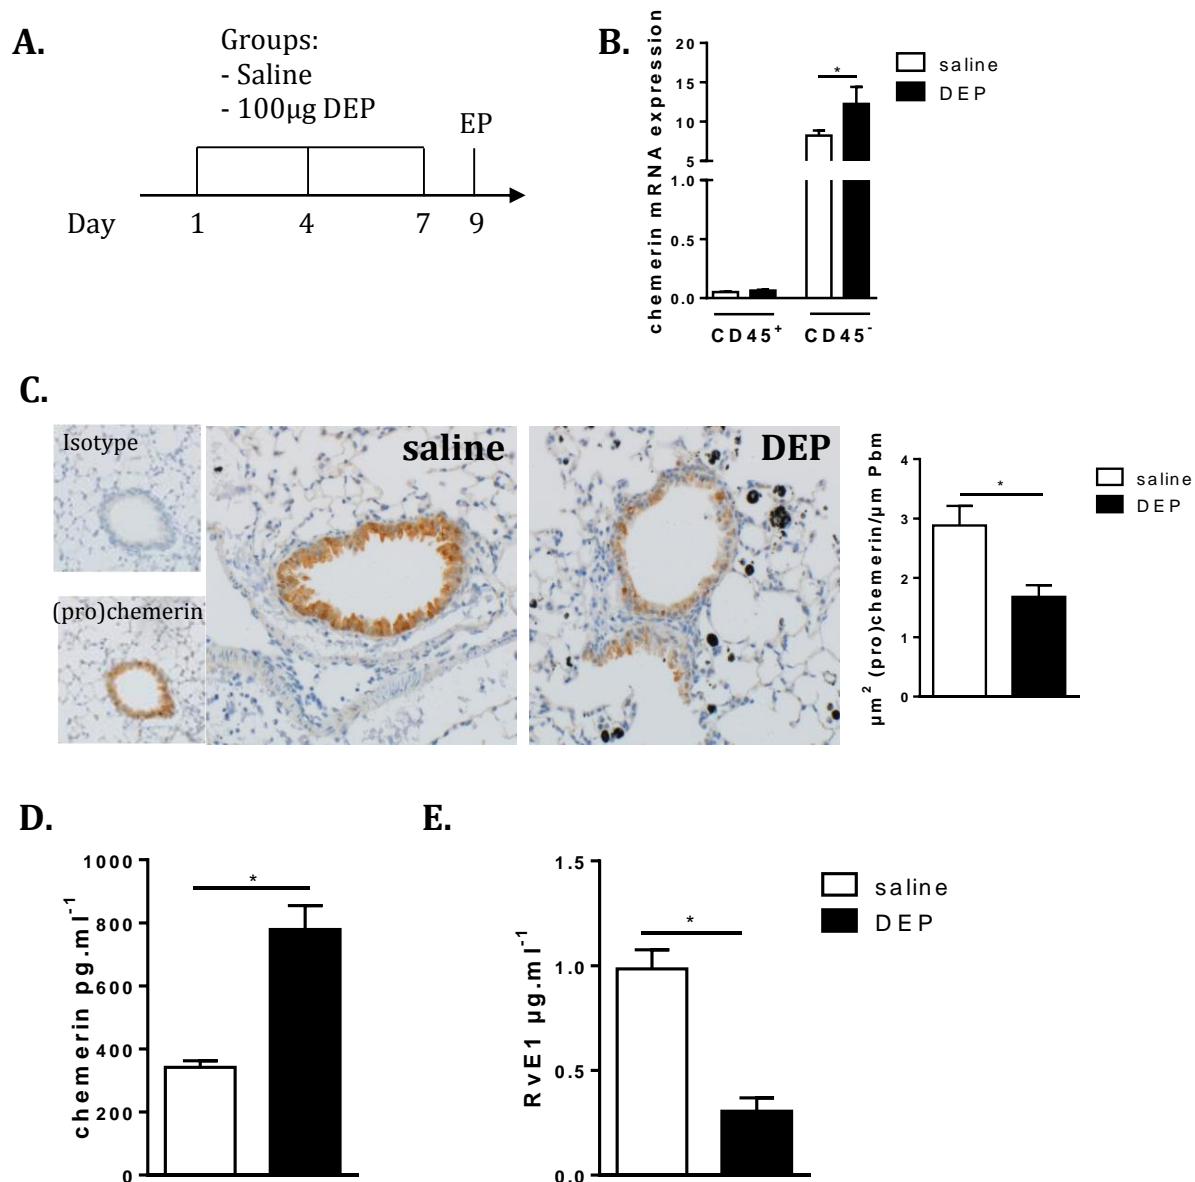 A.
Groups:
- Saline
- 100µg DEP
EP
Day 1 4 7 9
B.
chemerin mRNA expression
20
15
10
5
1.0
0.5
0.0
*
CD45+ CD45-
saline
DEP
C.
Isotype
(pro)chemerin
saline
DEP
µm² (pro)chemerin/µm Pbm
4
3
2
1
0
*
saline
DEP
D.
chemerin pg.ml-1
1000
800
600
400
200
0
*
E.
RvE1 µg.ml-1
1.5
1.0
0.5
0.0
*
saline
DEP